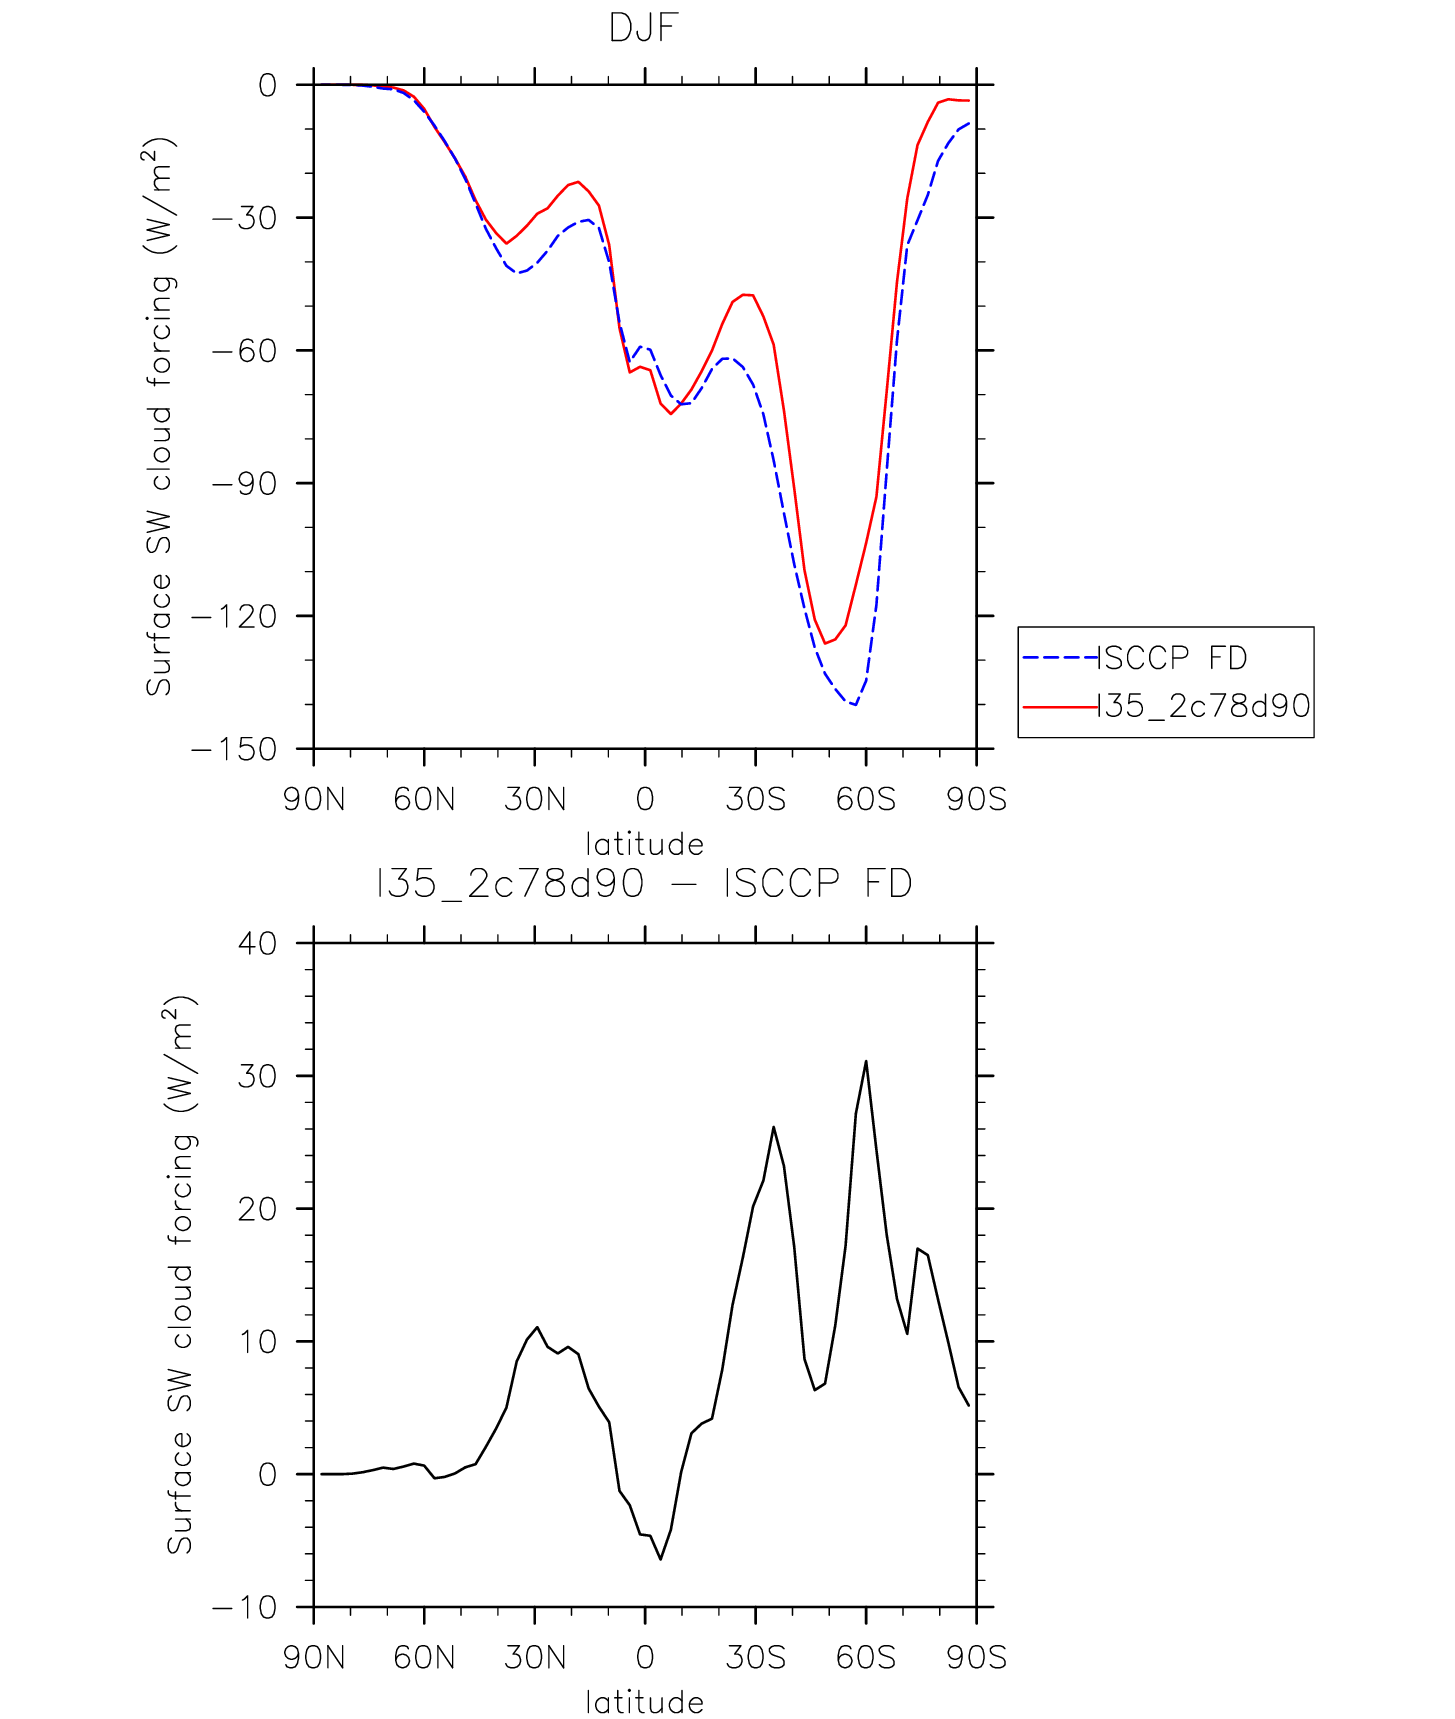 DJF
Surface SW cloud forcing (W/m²)
0
−30
−60
−90
−120
−150
90N 60N 30N 0 30S 60S 90S
latitude
ISCCP FD
I35_2c78d90
I35_2c78d90 − ISCCP FD
Surface SW cloud forcing (W/m²)
40
30
20
10
0
−10
90N 60N 30N 0 30S 60S 90S
latitude